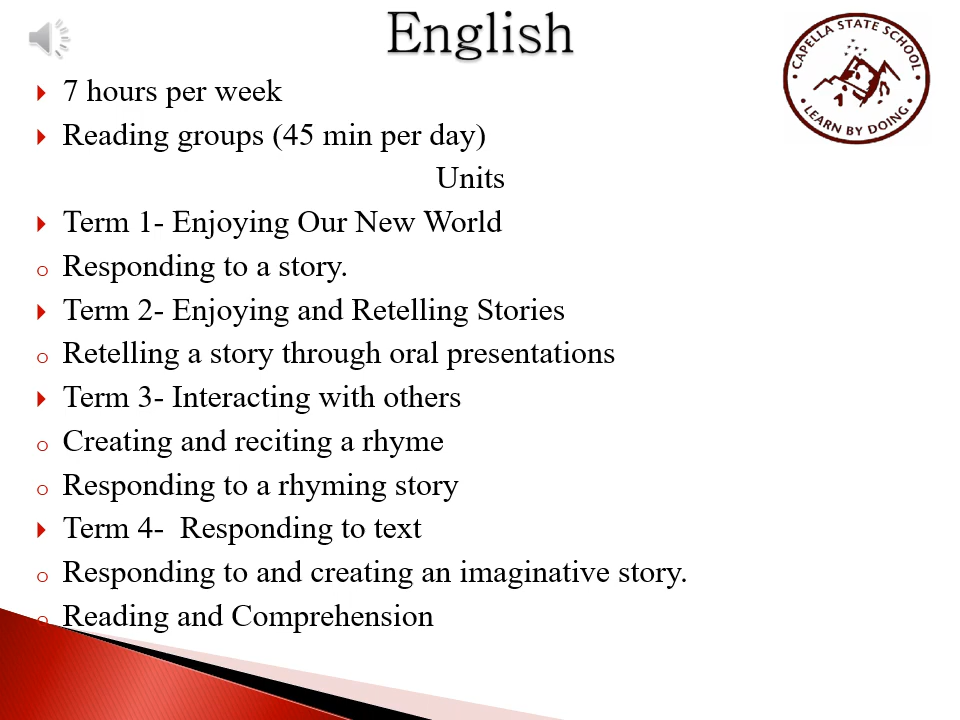 English
CAPELLA STATE SCHOOL
LEARN BY DOING
7 hours per week
Reading groups (45 min per day)
Units
Term 1- Enjoying Our New World
Responding to a story.
Term 2- Enjoying and Retelling Stories
Retelling a story through oral presentations
Term 3- Interacting with others
Creating and reciting a rhyme
Responding to a rhyming story
Term 4-  Responding to text
Responding to and creating an imaginative story.
Reading and Comprehension